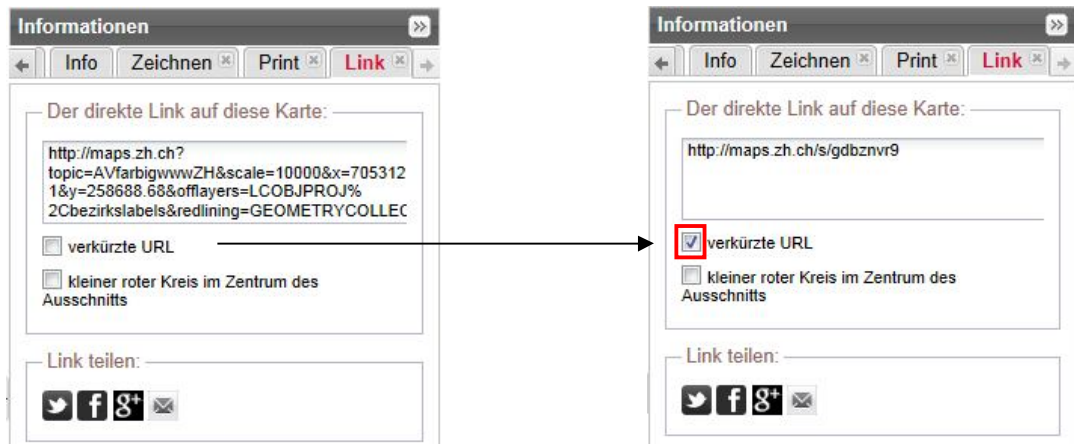 Informationen
Info Zeichnen Print Link
Der direkte Link auf diese Karte:
http://maps.zh.ch?
topic=AVfarbigwwwZH&scale=10000&x=705312
1&y=258688.68&offlayers=LCOBJPROJ%
2Cbezirkslabels&redlining=GEOMETRYCOLLEC
verkürzte URL
kleiner roter Kreis im Zentrum des
Ausschnitts
Link teilen:
Informationen
Info Zeichnen Print Link
Der direkte Link auf diese Karte:
http://maps.zh.ch/s/gdbznvr9
verkürzte URL
kleiner roter Kreis im Zentrum des
Ausschnitts
Link teilen: